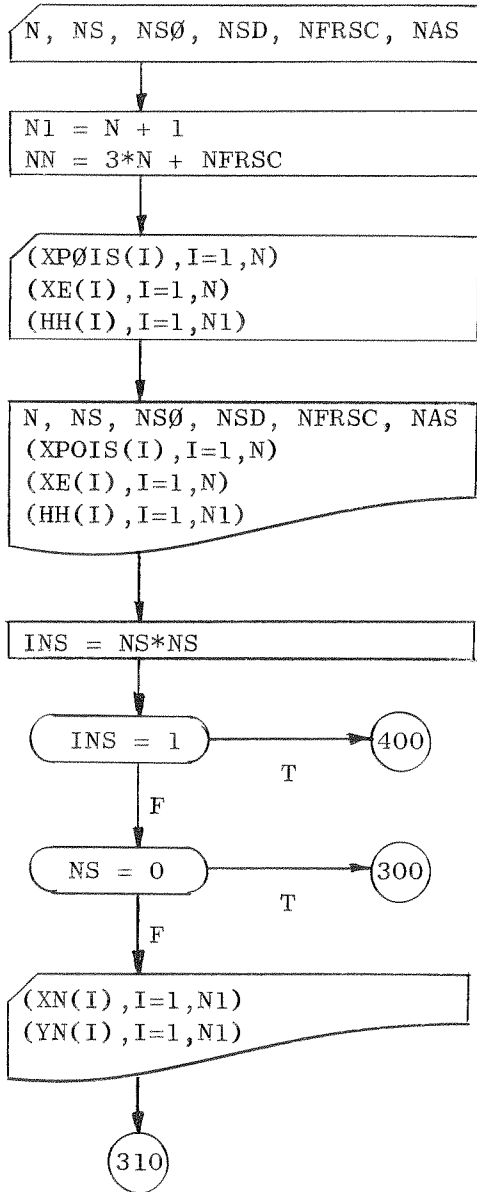 N, NS, NSØ, NSD, NFRSC, NAS
N1 = N + 1
NN = 3*N + NFRSC
(XPØIS(I),I=1,N)
(XE(I),I=1,N)
(HH(I),I=1,N1)
N, NS, NSØ, NSD, NFRSC, NAS
(XPOIS(I),I=1,N)
(XE(I),I=1,N)
(HH(I),I=1,N1)
INS = NS*NS
INS = 1
400
T
F
NS = 0
300
T
F
(XN(I),I=1,N1)
(YN(I),I=1,N1)
310